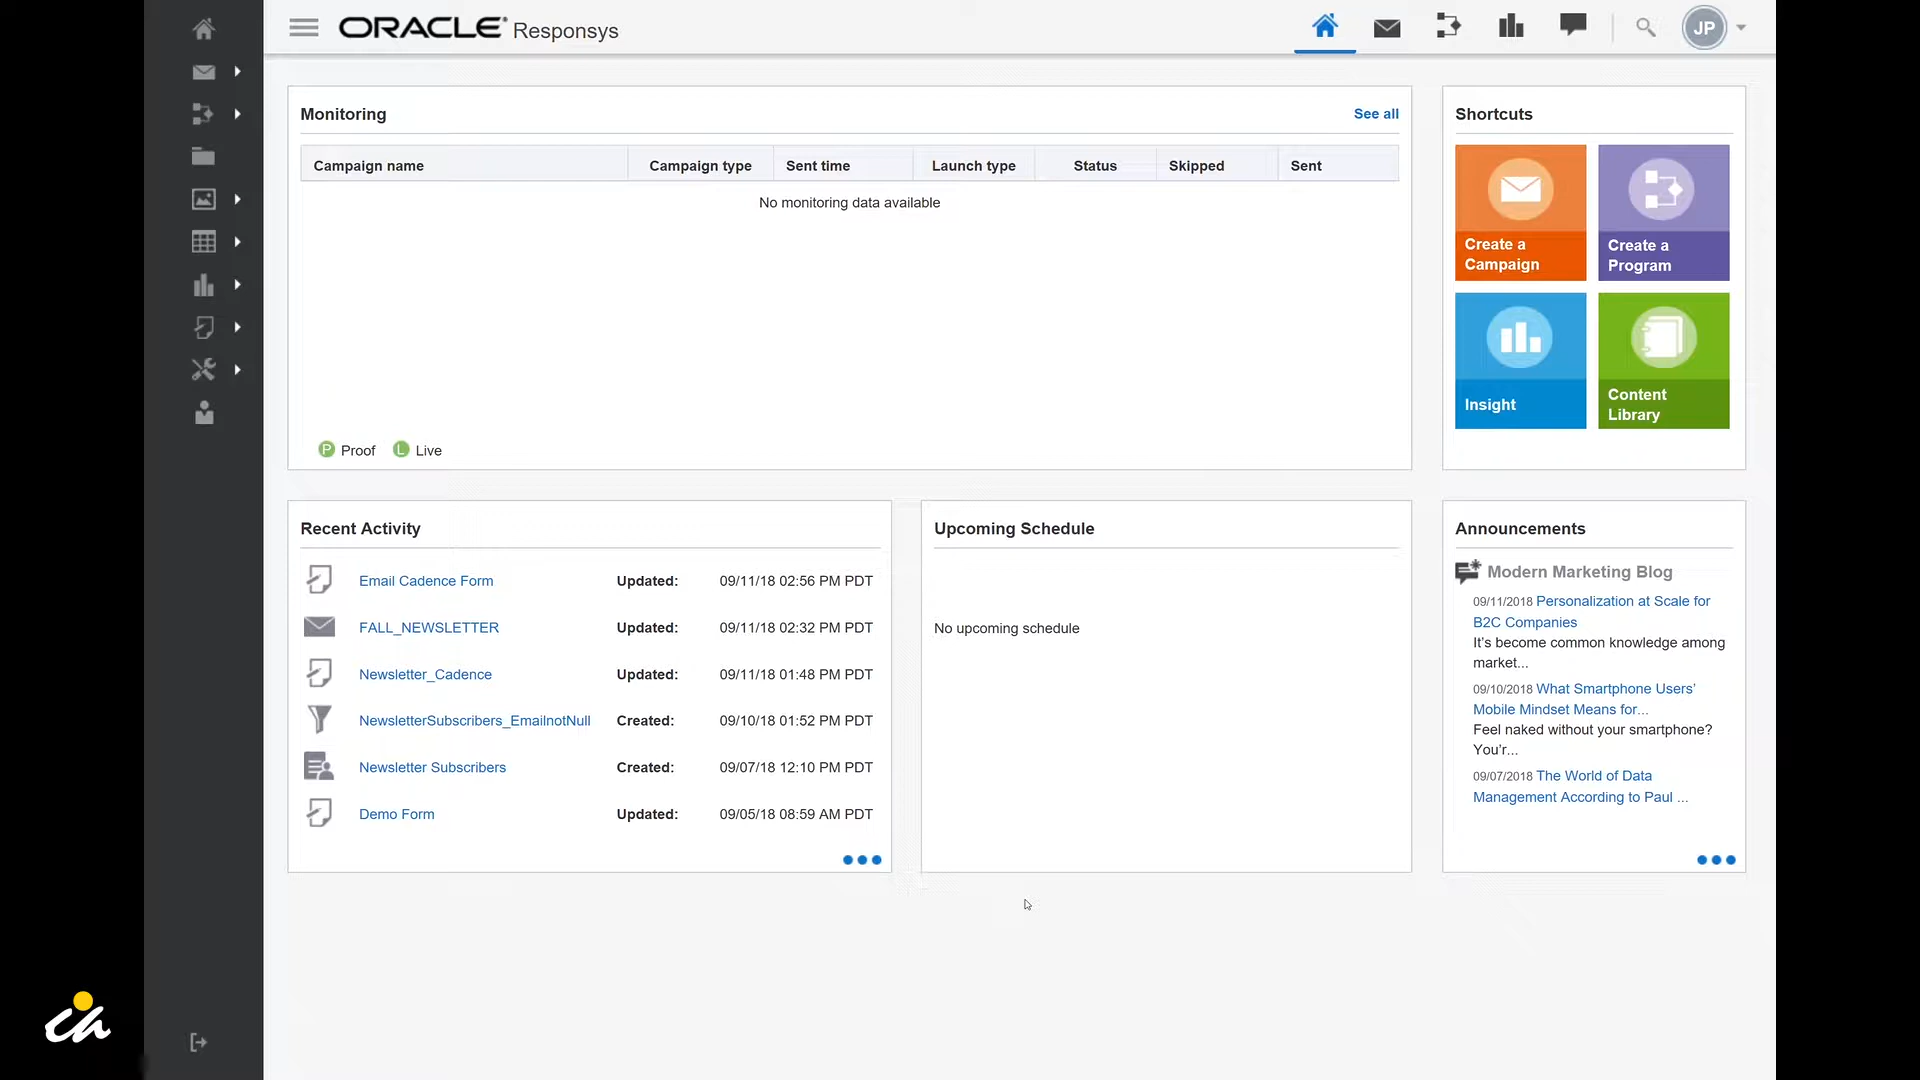 ORACLE Responsys
JP
Monitoring
See all
Campaign name Campaign type Sent time Launch type Status Skipped Sent
No monitoring data available
P Proof L Live
Shortcuts
Create a
Campaign
Create a
Program
Insight
Content
Library
Recent Activity
Email Cadence Form Updated: 09/11/18 02:56 PM PDT
FALL_NEWSLETTER Updated: 09/11/18 02:32 PM PDT
Newsletter_Cadence Updated: 09/11/18 01:48 PM PDT
NewsletterSubscribers_EmailnotNull Created: 09/10/18 01:52 PM PDT
Newsletter Subscribers Created: 09/07/18 12:10 PM PDT
Demo Form Updated: 09/05/18 08:59 AM PDT
Upcoming Schedule
No upcoming schedule
Announcements
Modern Marketing Blog
09/11/2018 Personalization at Scale for
B2C Companies
It's become common knowledge among
market...
09/10/2018 What Smartphone Users'
Mobile Mindset Means for...
Feel naked without your smartphone?
You'r...
09/07/2018 The World of Data
Management According to Paul ...